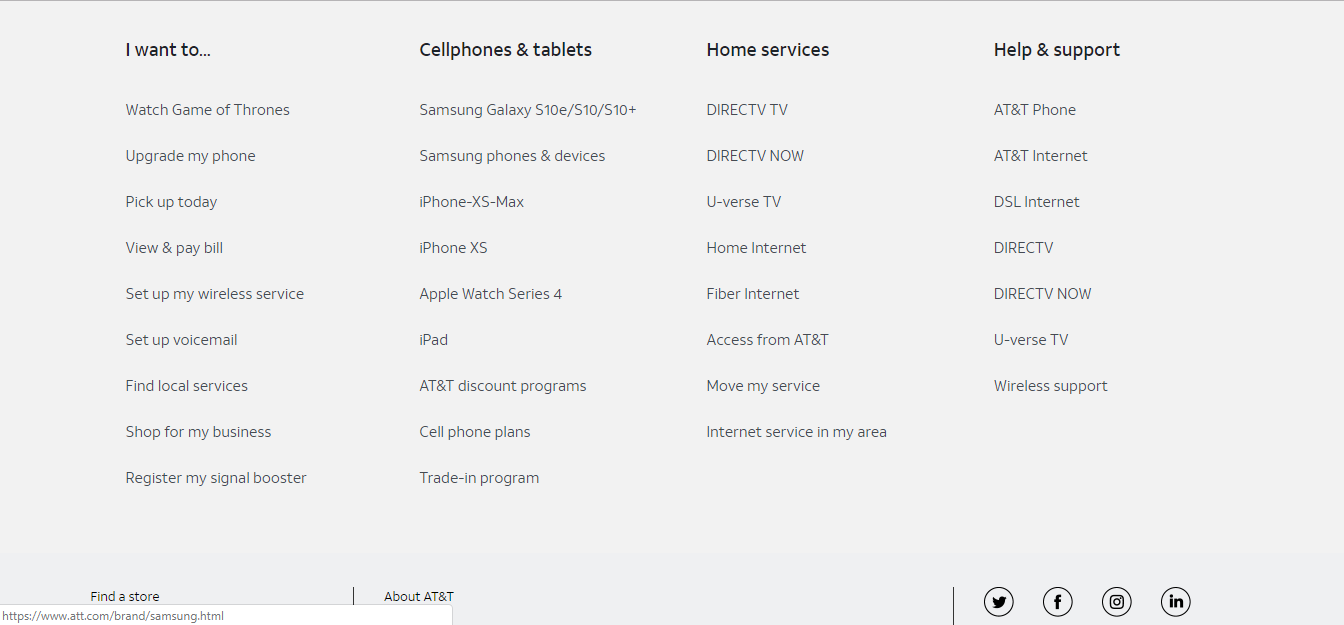 I want to...
Watch Game of Thrones
Upgrade my phone
Pick up today
View & pay bill
Set up my wireless service
Set up voicemail
Find local services
Shop for my business
Register my signal booster
Cellphones & tablets
Samsung Galaxy S10e/S10/S10+
Samsung phones & devices
iPhone-XS-Max
iPhone XS
Apple Watch Series 4
iPad
AT&T discount programs
Cell phone plans
Trade-in program
Home services
DIRECTV TV
DIRECTV NOW
U-verse TV
Home Internet
Fiber Internet
Access from AT&T
Move my service
Internet service in my area
Help & support
AT&T Phone
AT&T Internet
DSL Internet
DIRECTV
DIRECTV NOW
U-verse TV
Wireless support
Find a store
About AT&T
https://www.att.com/brand/samsung.html